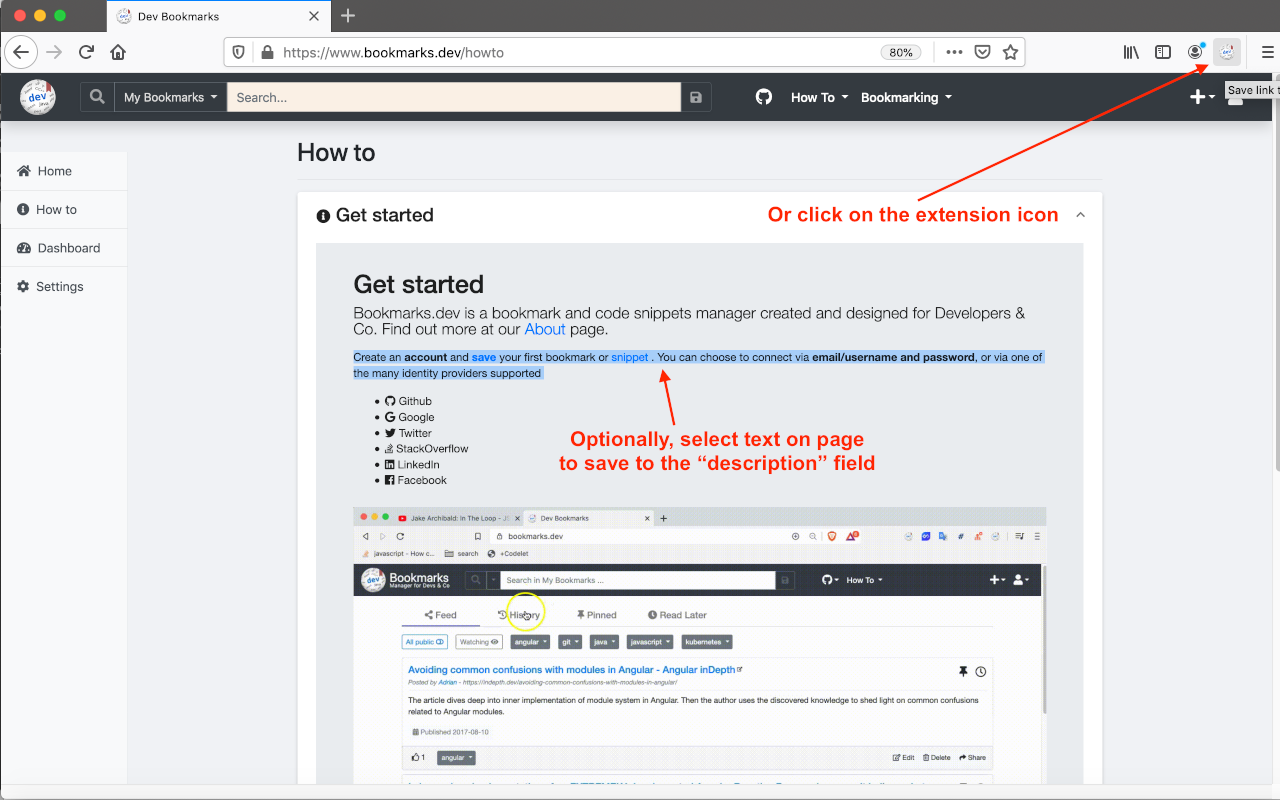 Dev Bookmarks
https://www.bookmarks.dev/howto
80%
dev
java
My Bookmarks
Search...
How To
Bookmarking
Save link t
Home
How to
Dashboard
Settings
How to
Get started
Or click on the extension icon
Get started
Bookmarks.dev is a bookmark and code snippets manager created and designed for Developers &
Co. Find out more at our About page.
Create an account and save your first bookmark or snippet . You can choose to connect via email/username and password, or via one of
the many identity providers supported
Github
Google
Twitter
StackOverflow
LinkedIn
Facebook
Optionally, select text on page
to save to the “description” field
Jake Archibald: In The Loop - JS
Dev Bookmarks
bookmarks.dev
javascript - How c...
search
+Codelet
dev
Bookmarks
Manager for Devs & Co
Search in My Bookmarks ...
How To
Feed
History
Pinned
Read Later
All public
Watching
angular
git
java
javascript
kubernetes
Avoiding common confusions with modules in Angular - Angular inDepth
Posted by Adrian - https://indepth.dev/avoiding-common-confusions-with-modules-in-angular/
The article dives deep into inner implementation of module system in Angular. Then the author uses the discovered knowledge to shed light on common confusions
related to Angular modules.
Published 2017-08-10
1
angular
Edit
Delete
Share